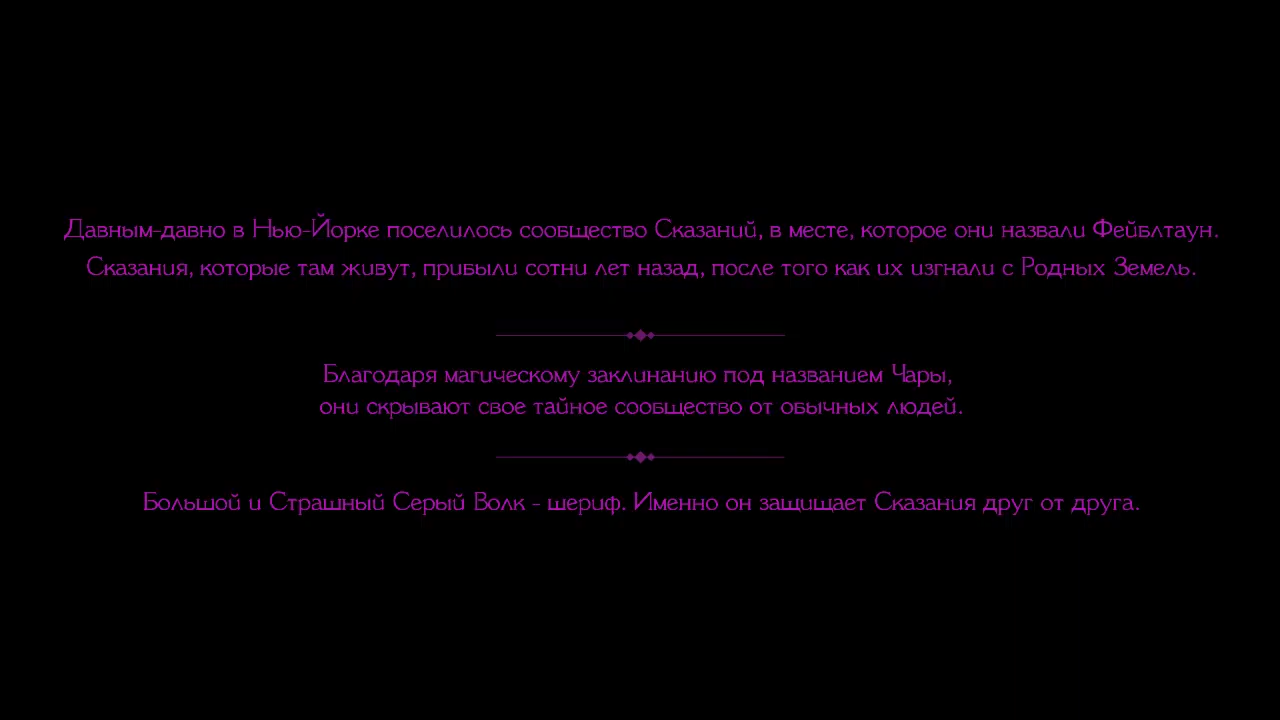 Давным-давно в Нью-Йорке поселилось сообщество Сказаний, в месте, которое они назвали Фейблтаун.
Сказания, которые там живут, прибыли сотни лет назад, после того как их изгнали с Родных Земель.
Благодаря магическому заклинанию под названием Чары,
они скрывают свое тайное сообщество от обычных людей.
Большой и Страшный Серый Волк - шериф. Именно он защищает Сказания друг от друга.